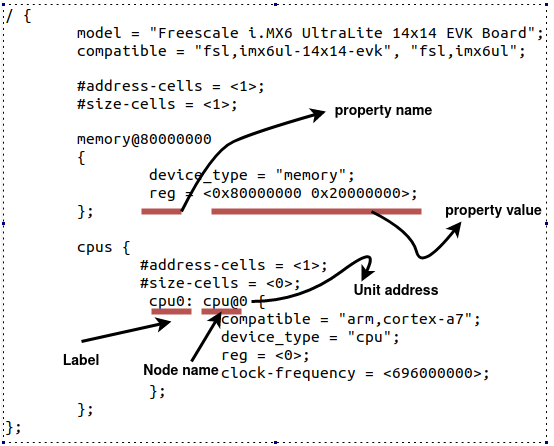 / {
model = "Freescale i.MX6 UltraLite 14x14 EVK Board";
compatible = "fsl,imx6ul-14x14-evk", "fsl,imx6ul";
#address-cells = <1>;
#size-cells = <1>;
property name
memory@80000000
{
device_type = "memory";
reg = <0x80000000 0x20000000>;
};
property value
cpus {
#address-cells = <1>;
#size-cells = <0>;
Unit address
cpu0: cpu@0 {
compatible = "arm,cortex-a7";
device_type = "cpu";
Label
reg = <0>;
Node name
clock-frequency = <696000000>;
};
};
};